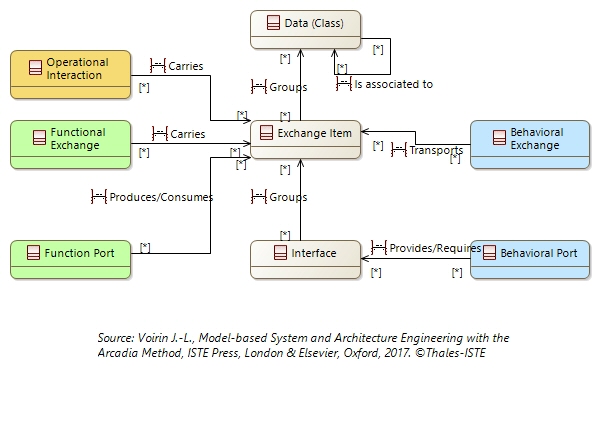 Data (Class)
[*]
[*]
[*]
Is associated to
Groups
[*]
Operational
Interaction
Carries
[*]
[*]
Functional
Exchange
Carries
[*]
[*]
Exchange Item
[*]
Transports
[*]
Behavioral
Exchange
[*]
Produces/Consumes
[*]
Groups
[*]
Function Port
[*]
Interface
Provides/Requires
[*]
[*]
Behavioral Port
Source: Voirin J.-L., Model-based System and Architecture Engineering with the
Arcadia Method, ISTE Press, London & Elsevier, Oxford, 2017. ©Thales-ISTE